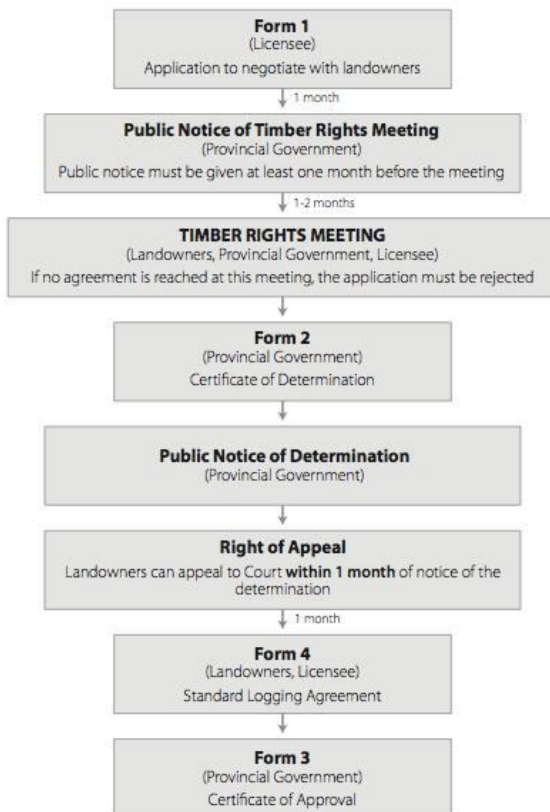 Form 1
(Licensee)
Application to negotiate with landowners
1 month
Public Notice of Timber Rights Meeting
(Provincial Government)
Public notice must be given at least one month before the meeting
1-2 months
TIMBER RIGHTS MEETING
(Landowners, Provincial Government, Licensee)
If no agreement is reached at this meeting, the application must be rejected
Form 2
(Provincial Government)
Certificate of Determination
Public Notice of Determination
(Provincial Government)
Right of Appeal
Landowners can appeal to Court within 1 month of notice of the
determination
1 month
Form 4
(Landowners, Licensee)
Standard Logging Agreement
Form 3
(Provincial Government)
Certificate of Approval